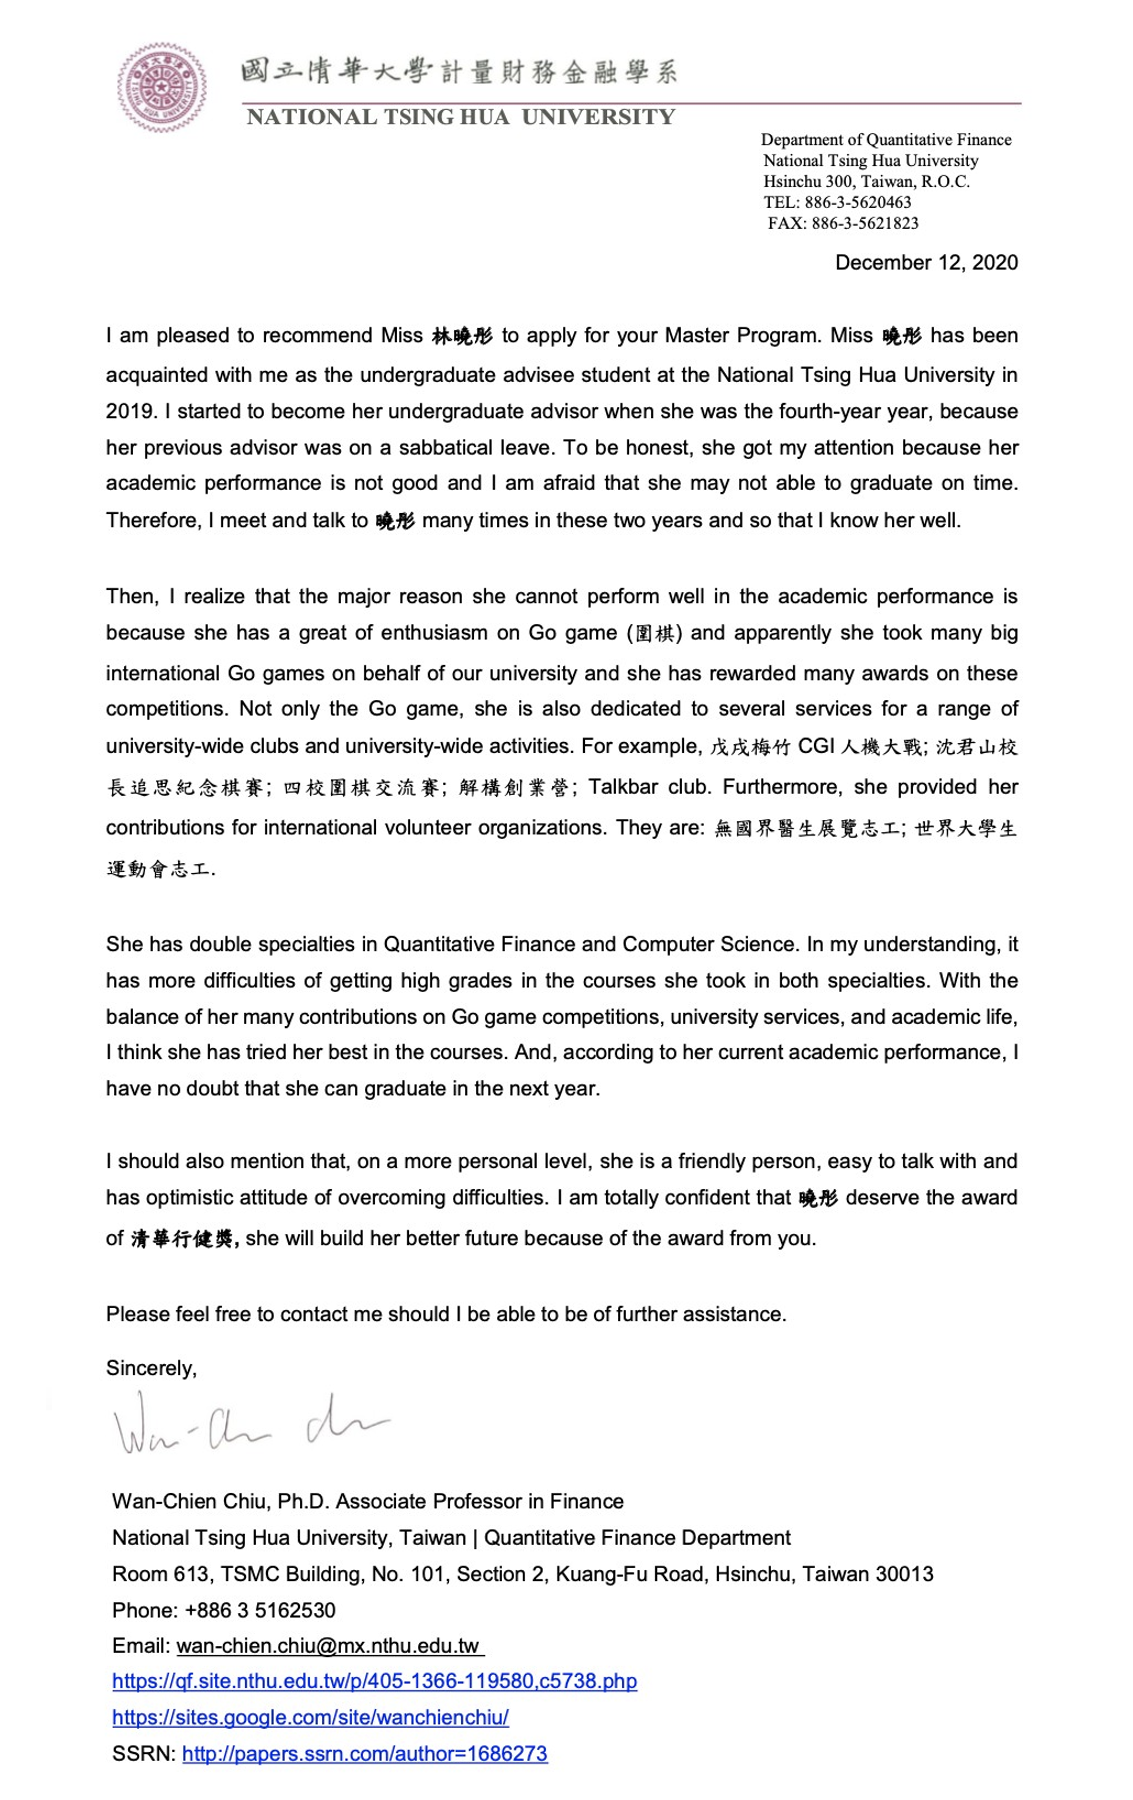 國立清華大學計量財務金融學系
NATIONAL TSING HUA UNIVERSITY
Department of Quantitative Finance
National Tsing Hua University
Hsinchu 300, Taiwan, R.O.C.
TEL: 886-3-5620463
FAX: 886-3-5621823
December 12, 2020
I am pleased to recommend Miss 林曉彤 to apply for your Master Program. Miss 曉彤 has been
acquainted with me as the undergraduate advisee student at the National Tsing Hua University in
2019. I started to become her undergraduate advisor when she was the fourth-year year, because
her previous advisor was on a sabbatical leave. To be honest, she got my attention because her
academic performance is not good and I am afraid that she may not able to graduate on time.
Therefore, I meet and talk to 曉彤 many times in these two years and so that I know her well.
Then, I realize that the major reason she cannot perform well in the academic performance is
because she has a great of enthusiasm on Go game (圍棋) and apparently she took many big
international Go games on behalf of our university and she has rewarded many awards on these
competitions. Not only the Go game, she is also dedicated to several services for a range of
university-wide clubs and university-wide activities. For example, 戊戌梅竹 CGI 人機大戰; 沈君山校
長追思紀念棋賽; 四校圍棋交流賽; 解構創業營; Talkbar club. Furthermore, she provided her
contributions for international volunteer organizations. They are: 無國界醫生展覽志工; 世界大學生
運動會志工.
She has double specialties in Quantitative Finance and Computer Science. In my understanding, it
has more difficulties of getting high grades in the courses she took in both specialties. With the
balance of her many contributions on Go game competitions, university services, and academic life,
I think she has tried her best in the courses. And, according to her current academic performance, I
have no doubt that she can graduate in the next year.
I should also mention that, on a more personal level, she is a friendly person, easy to talk with and
has optimistic attitude of overcoming difficulties. I am totally confident that 曉彤 deserve the award
of 清華行健獎, she will build her better future because of the award from you.
Please feel free to contact me should I be able to be of further assistance.
Sincerely,
Wan-Chien Chiu, Ph.D. Associate Professor in Finance
National Tsing Hua University, Taiwan | Quantitative Finance Department
Room 613, TSMC Building, No. 101, Section 2, Kuang-Fu Road, Hsinchu, Taiwan 30013
Phone: +886 3 5162530
Email: wan-chien.chiu@mx.nthu.edu.tw
https://qf.site.nthu.edu.tw/p/405-1366-119580,c5738.php
https://sites.google.com/site/wanchienchiu/
SSRN: http://papers.ssrn.com/author=1686273